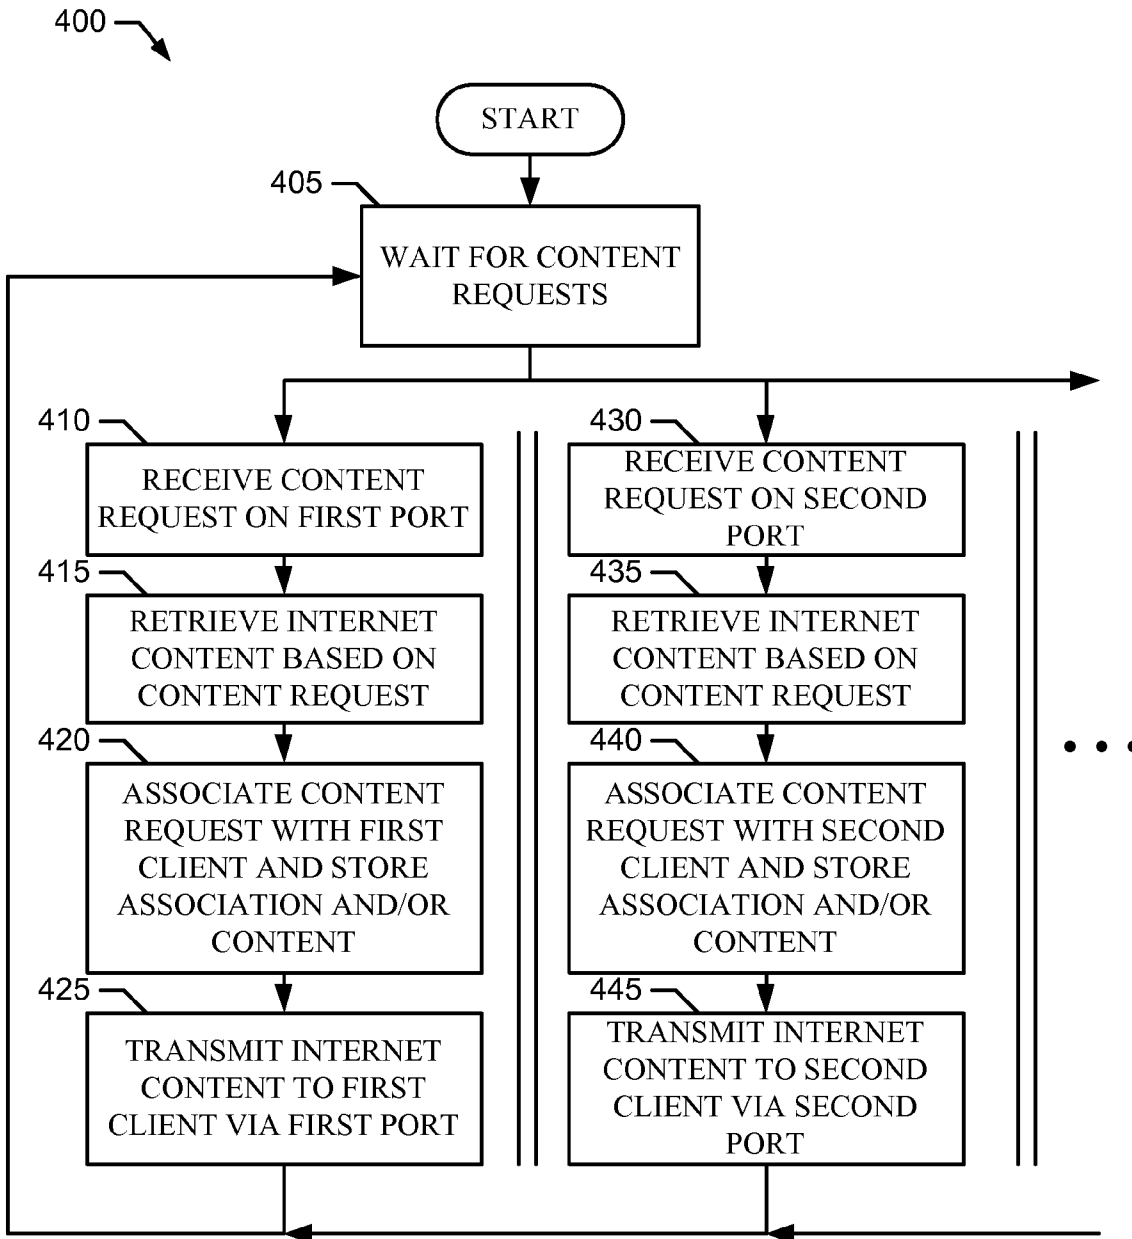 400
START
405
WAIT FOR CONTENT
REQUESTS
410
RECEIVE CONTENT
REQUEST ON FIRST PORT
415
RETRIEVE INTERNET
CONTENT BASED ON
CONTENT REQUEST
420
ASSOCIATE CONTENT
REQUEST WITH FIRST
CLIENT AND STORE
ASSOCIATION AND/OR
CONTENT
425
TRANSMIT INTERNET
CONTENT TO FIRST
CLIENT VIA FIRST PORT
430
RECEIVE CONTENT
REQUEST ON SECOND
PORT
435
RETRIEVE INTERNET
CONTENT BASED ON
CONTENT REQUEST
440
ASSOCIATE CONTENT
REQUEST WITH SECOND
CLIENT AND STORE
ASSOCIATION AND/OR
CONTENT
445
TRANSMIT INTERNET
CONTENT TO SECOND
CLIENT VIA SECOND
PORT
• • •